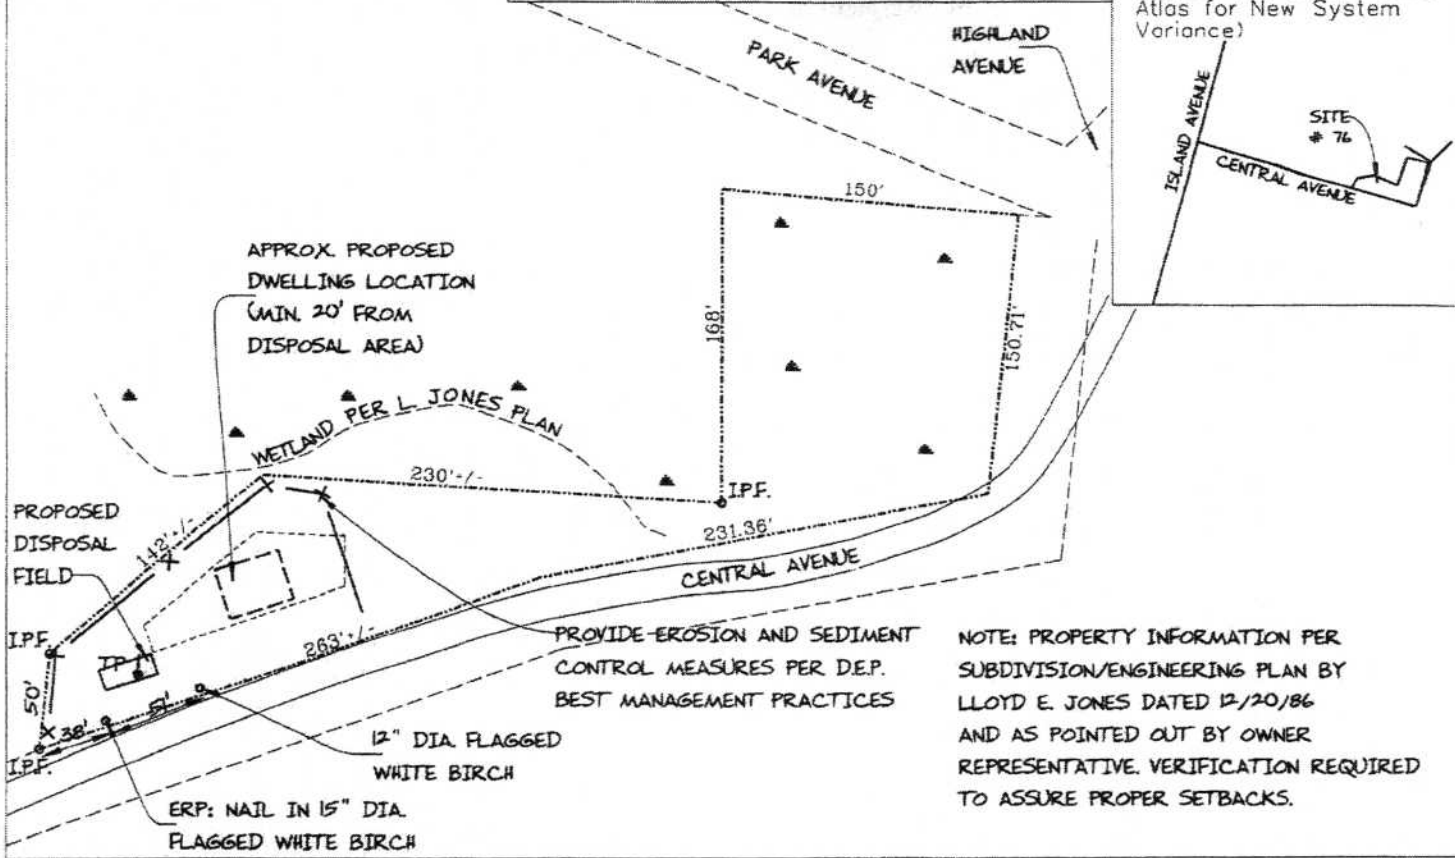 Atlas for New System
Variance)
HIGHLAND
AVENUE
PARK AVENUE
ISLAND AVENUE
SITE
# 76
CENTRAL AVENUE
150'
168'
150.71'
APPROX. PROPOSED
DWELLING LOCATION
(MIN. 20' FROM
DISPOSAL AREA)
WETLAND PER L JONES PLAN
230'+/-
I.P.F.
231.36'
CENTRAL AVENUE
PROPOSED
DISPOSAL
FIELD
142'+/-
I.P.F.
TP
263'+/-
50'
38'
I.P.F.
PROVIDE EROSION AND SEDIMENT
CONTROL MEASURES PER D.E.P.
BEST MANAGEMENT PRACTICES
12" DIA. FLAGGED
WHITE BIRCH
ERP: NAIL IN 15" DIA.
FLAGGED WHITE BIRCH
NOTE: PROPERTY INFORMATION PER
SUBDIVISION/ENGINEERING PLAN BY
LLOYD E. JONES DATED 12/20/86
AND AS POINTED OUT BY OWNER
REPRESENTATIVE. VERIFICATION REQUIRED
TO ASSURE PROPER SETBACKS.